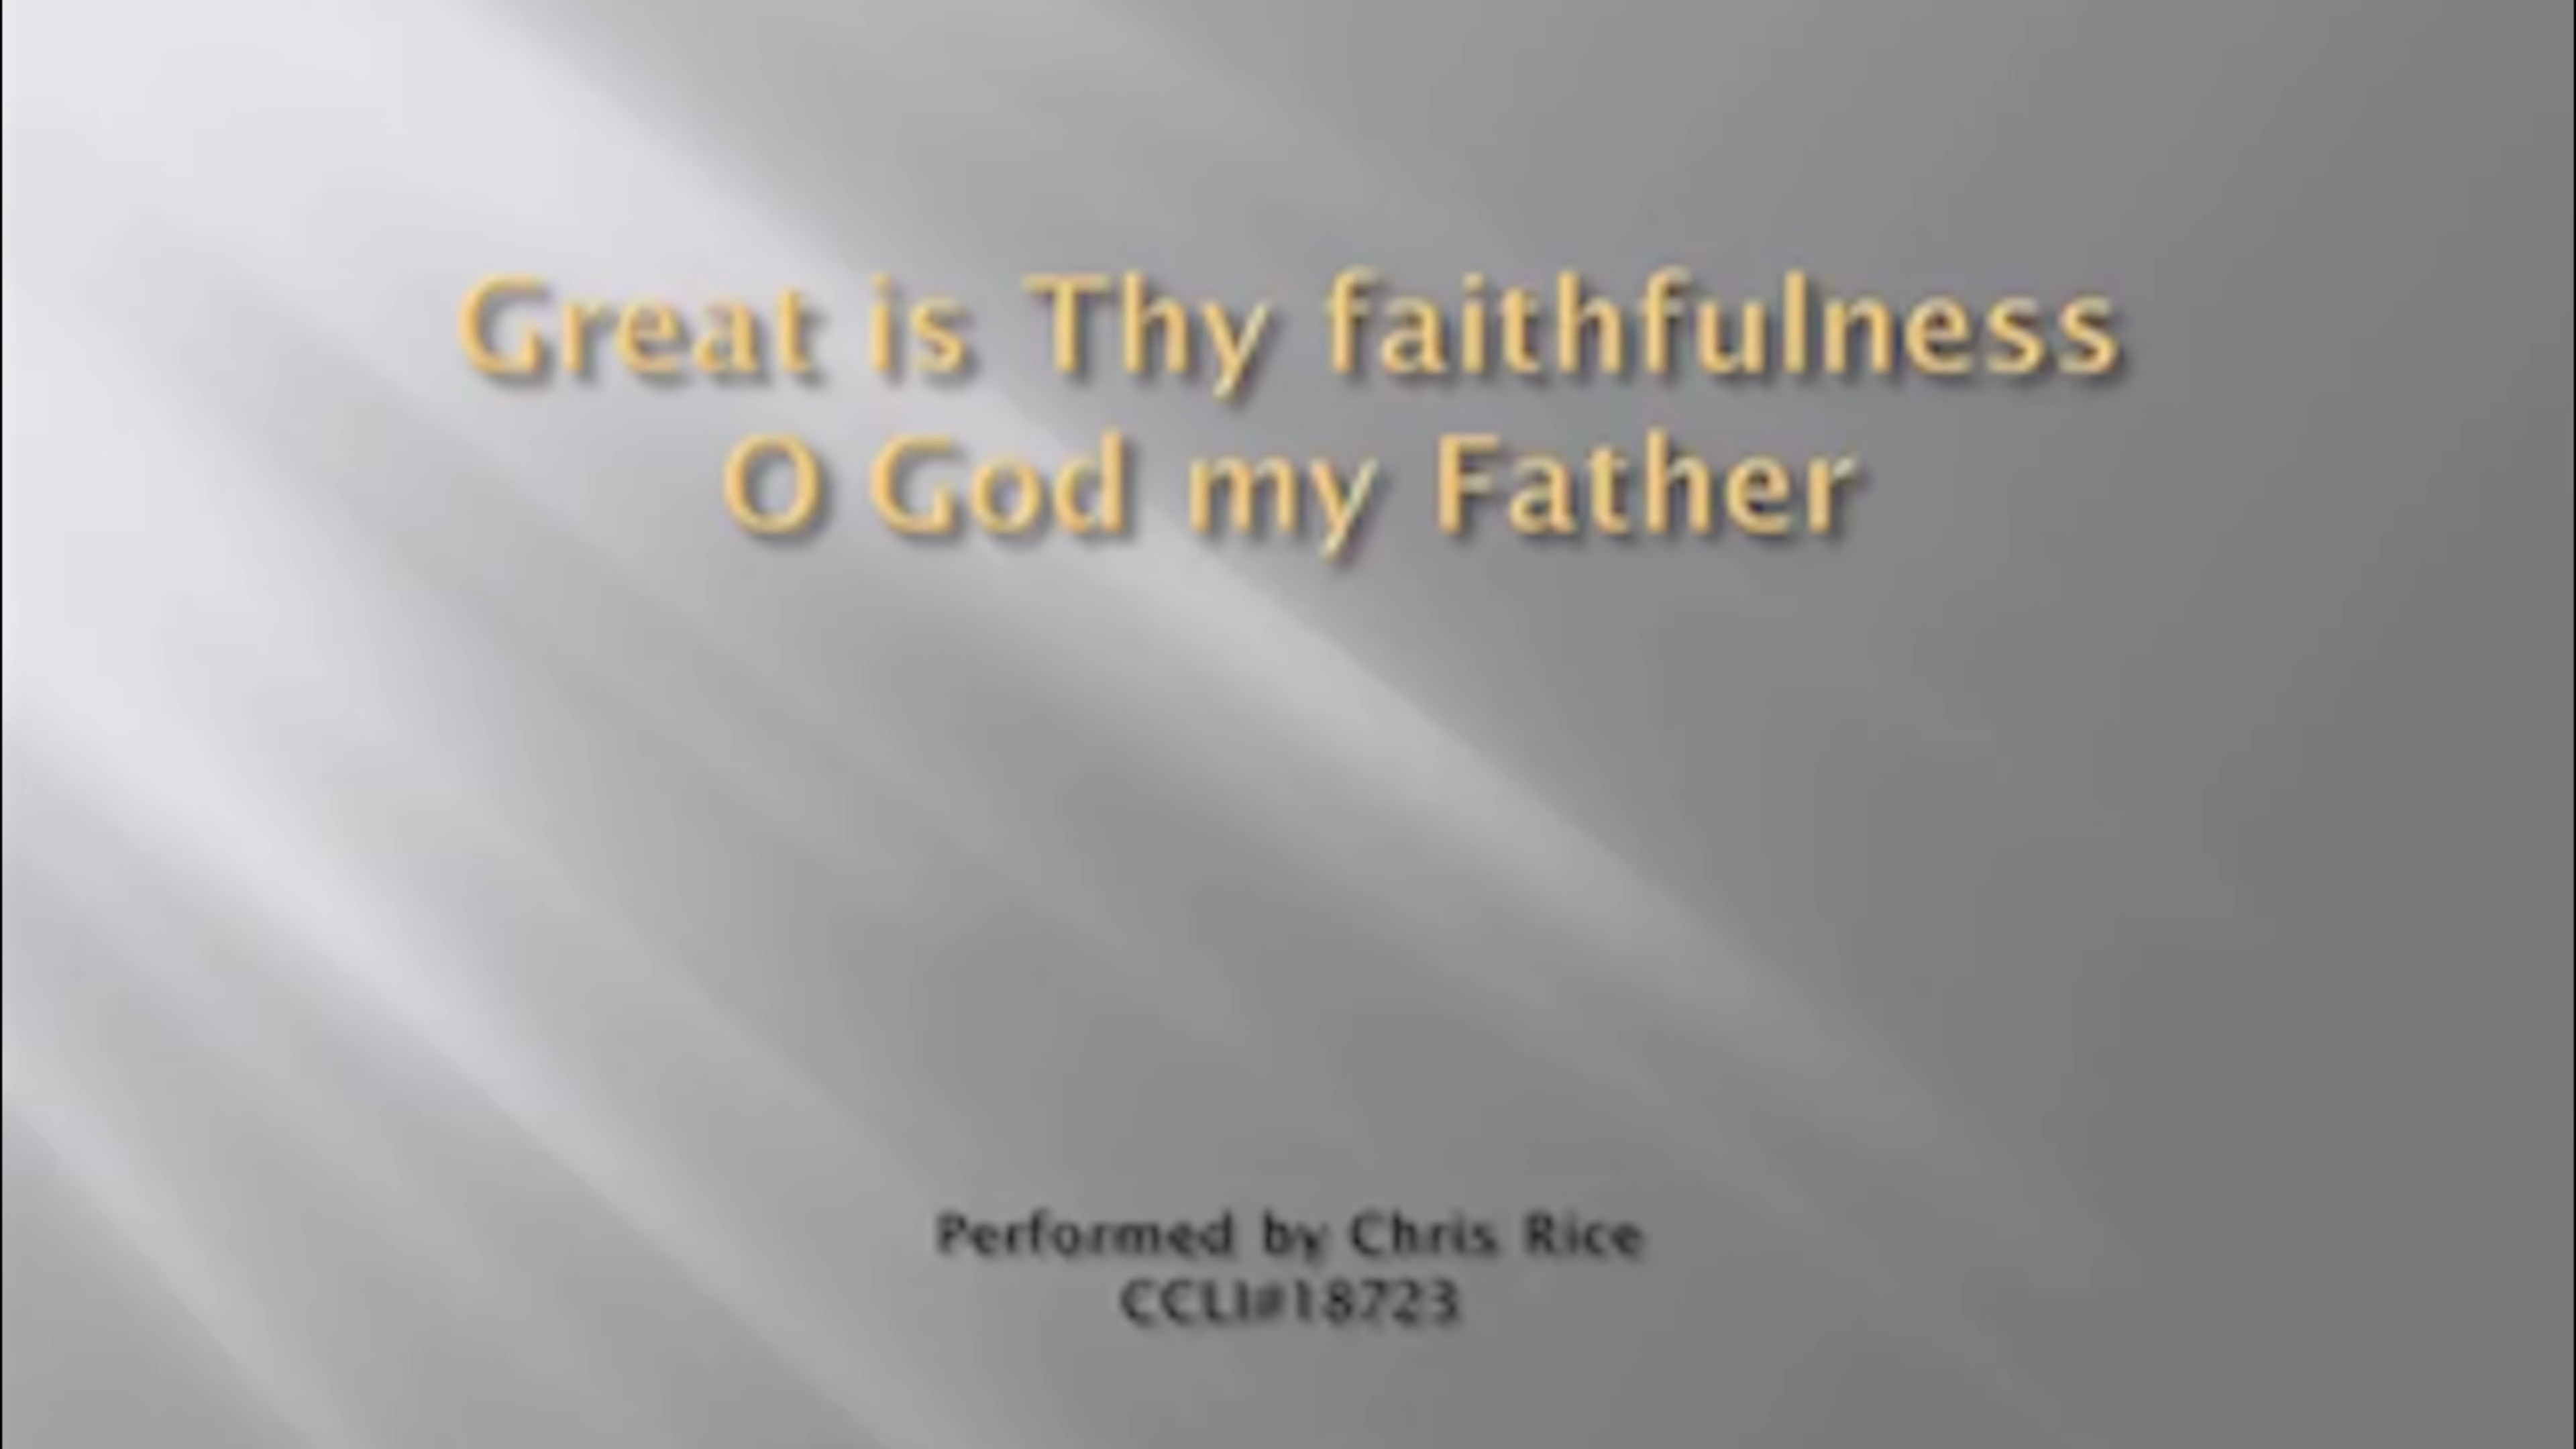 Great is Thy faithfulness
O God my Father
Performed by Chris Rice
CCLI#18723